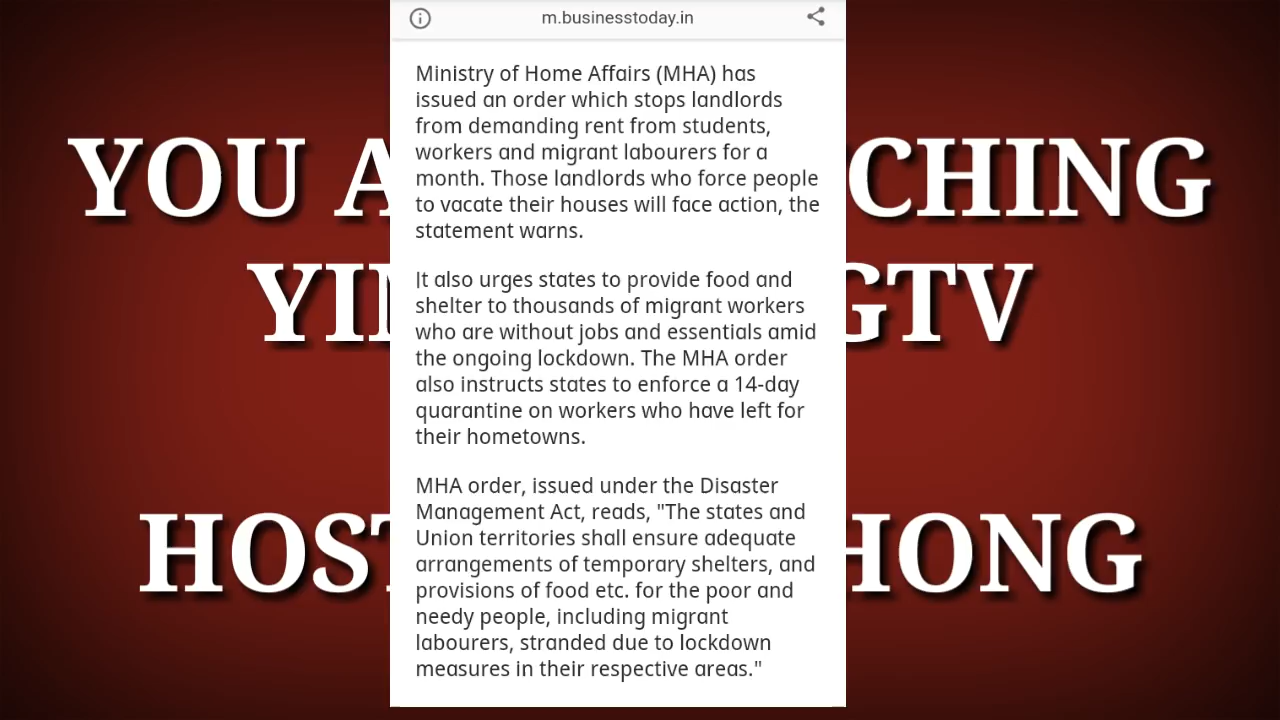 m.businesstoday.in
Ministry of Home Affairs (MHA) has
issued an order which stops landlords
from demanding rent from students,
workers and migrant labourers for a
month. Those landlords who force people
to vacate their houses will face action, the
statement warns.
It also urges states to provide food and
shelter to thousands of migrant workers
who are without jobs and essentials amid
the ongoing lockdown. The MHA order
also instructs states to enforce a 14-day
quarantine on workers who have left for
their hometowns.
MHA order, issued under the Disaster
Management Act, reads, "The states and
Union territories shall ensure adequate
arrangements of temporary shelters, and
provisions of food etc. for the poor and
needy people, including migrant
labourers, stranded due to lockdown
measures in their respective areas."
YOU